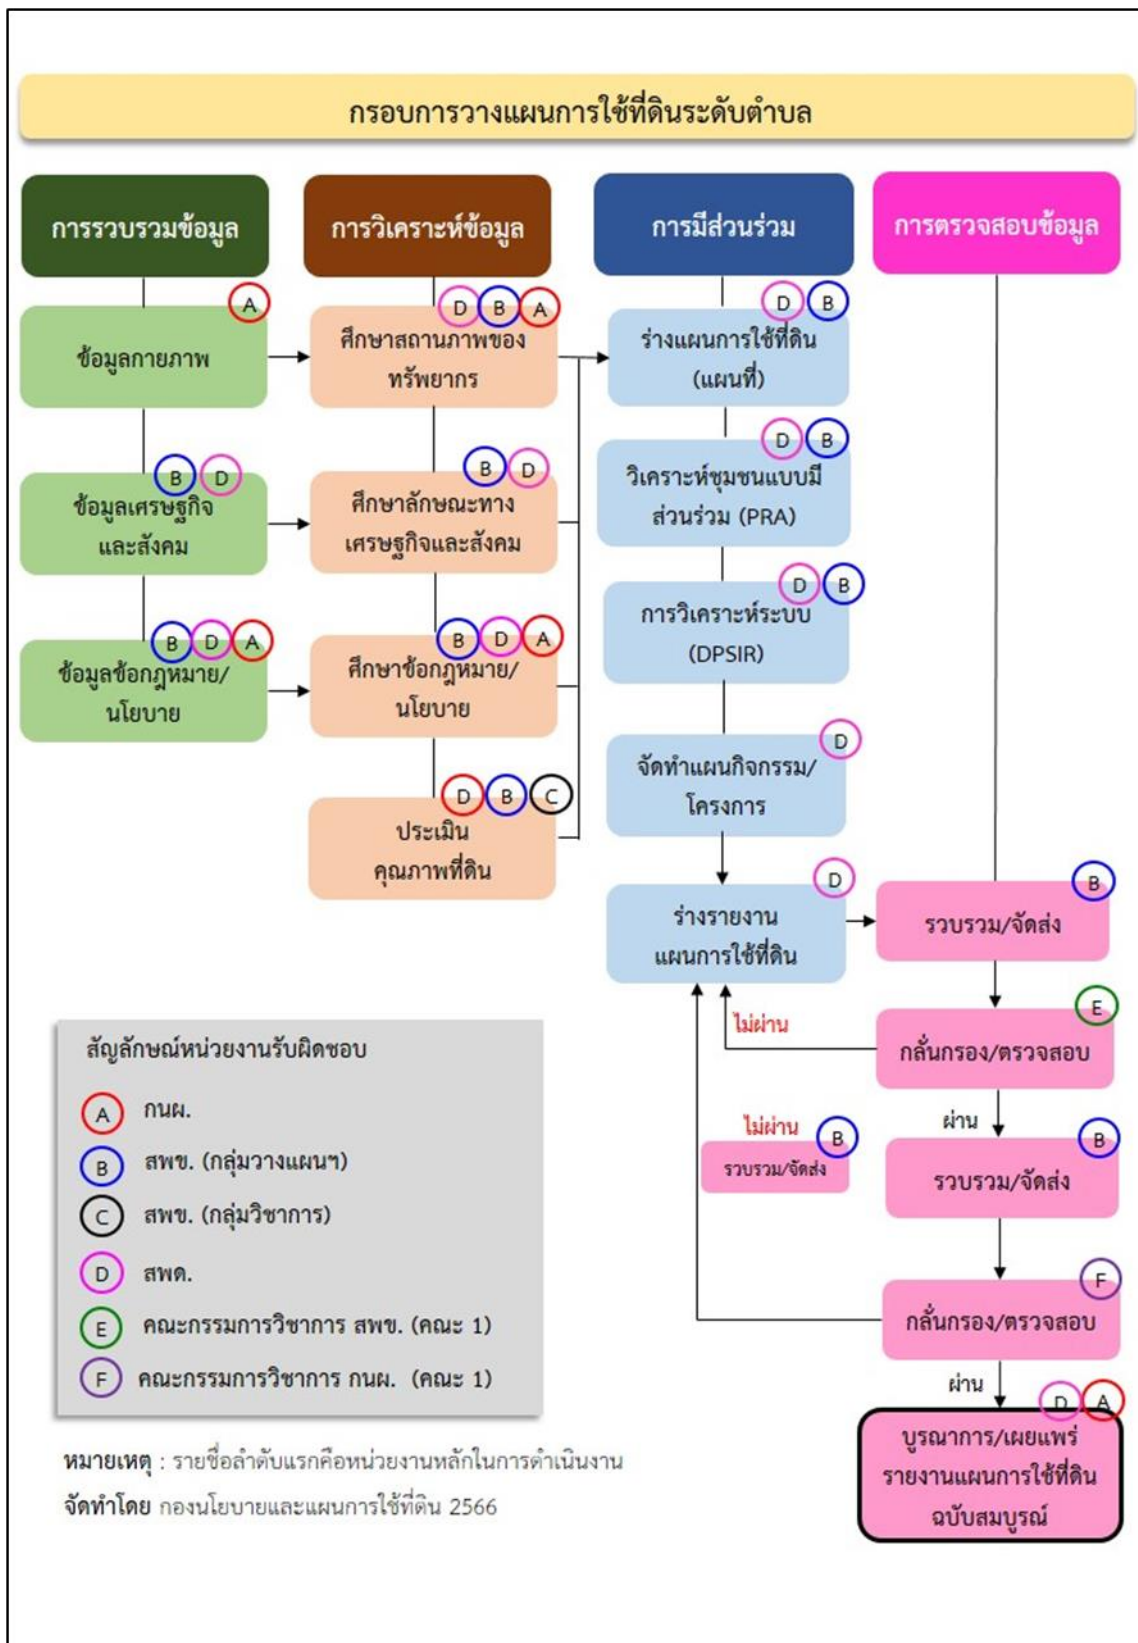 กรอบการวางแผนการใช้ที่ดินระดับตำบล
การรวบรวมข้อมูล
A
ข้อมูลกายภาพ
B D
ข้อมูลเศรษฐกิจ
และสังคม
B D A
ข้อมูลข้อกฎหมาย/
นโยบาย
การวิเคราะห์ข้อมูล
D B A
ศึกษาสถานภาพของ
ทรัพยากร
B D
ศึกษาลักษณะทาง
เศรษฐกิจและสังคม
B D A
ศึกษาข้อกฎหมาย/
นโยบาย
D B C
ประเมิน
คุณภาพที่ดิน
การมีส่วนร่วม
D B
ร่างแผนการใช้ที่ดิน
(แผนที่)
D B
วิเคราะห์ชุมชนแบบมี
ส่วนร่วม (PRA)
D B
การวิเคราะห์ระบบ
(DPSIR)
D
จัดทำแผนกิจกรรม/
โครงการ
D
ร่างรายงาน
แผนการใช้ที่ดิน
การตรวจสอบข้อมูล
B
รวบรวม/จัดส่ง
E
ไม่ผ่าน
กลั่นกรอง/ตรวจสอบ
ผ่าน
ไม่ผ่าน
B
รวบรวม/จัดส่ง
B
รวบรวม/จัดส่ง
F
กลั่นกรอง/ตรวจสอบ
ผ่าน
D A
บูรณาการ/เผยแพร่
รายงานแผนการใช้ที่ดิน
ฉบับสมบูรณ์
สัญลักษณ์หน่วยงานรับผิดชอบ
A กนผ.
B สพข. (กลุ่มวางแผนฯ)
C สพข. (กลุ่มวิชาการ)
D สพด.
E คณะกรรมการวิชาการ สพข. (คณะ 1)
F คณะกรรมการวิชาการ กนผ. (คณะ 1)
หมายเหตุ : รายชื่อลำดับแรกคือหน่วยงานหลักในการดำเนินงาน
จัดทำโดย กองนโยบายและแผนการใช้ที่ดิน 2566